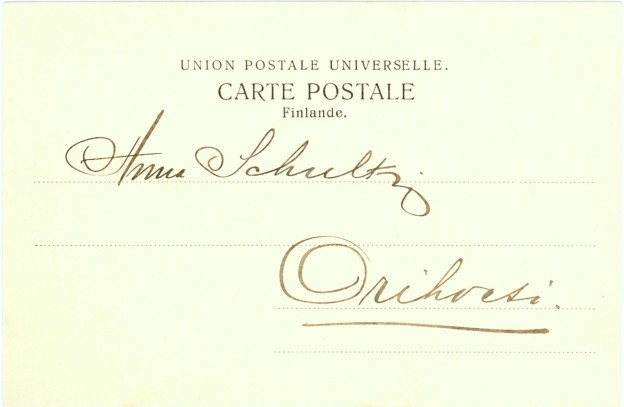 UNION POSTALE UNIVERSELLE.
CARTE POSTALE
Finlande.
Anna Schultz
Orihvesi.